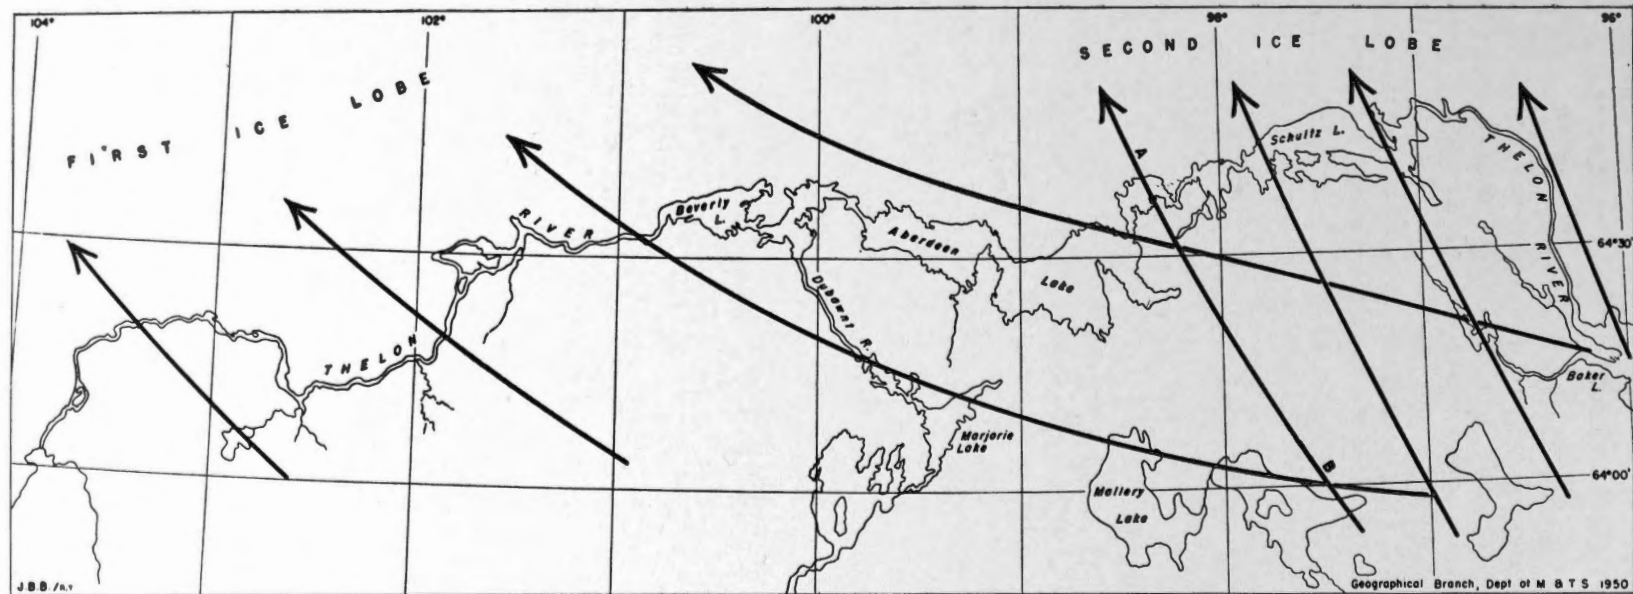 104° 102° 100° 98° 96°
SECOND ICE LOBE
FIRST ICE LOBE
A
Schultz L.
THELON RIVER
Beverly L.
RIVER
Aberdeen Lake
64°30'
Dubawnt R.
THELON
Baker L.
Marjorie Lake
B
64°00'
Mallery Lake
J.B.B./R.T
Geographical Branch, Dept of M & T S 1950